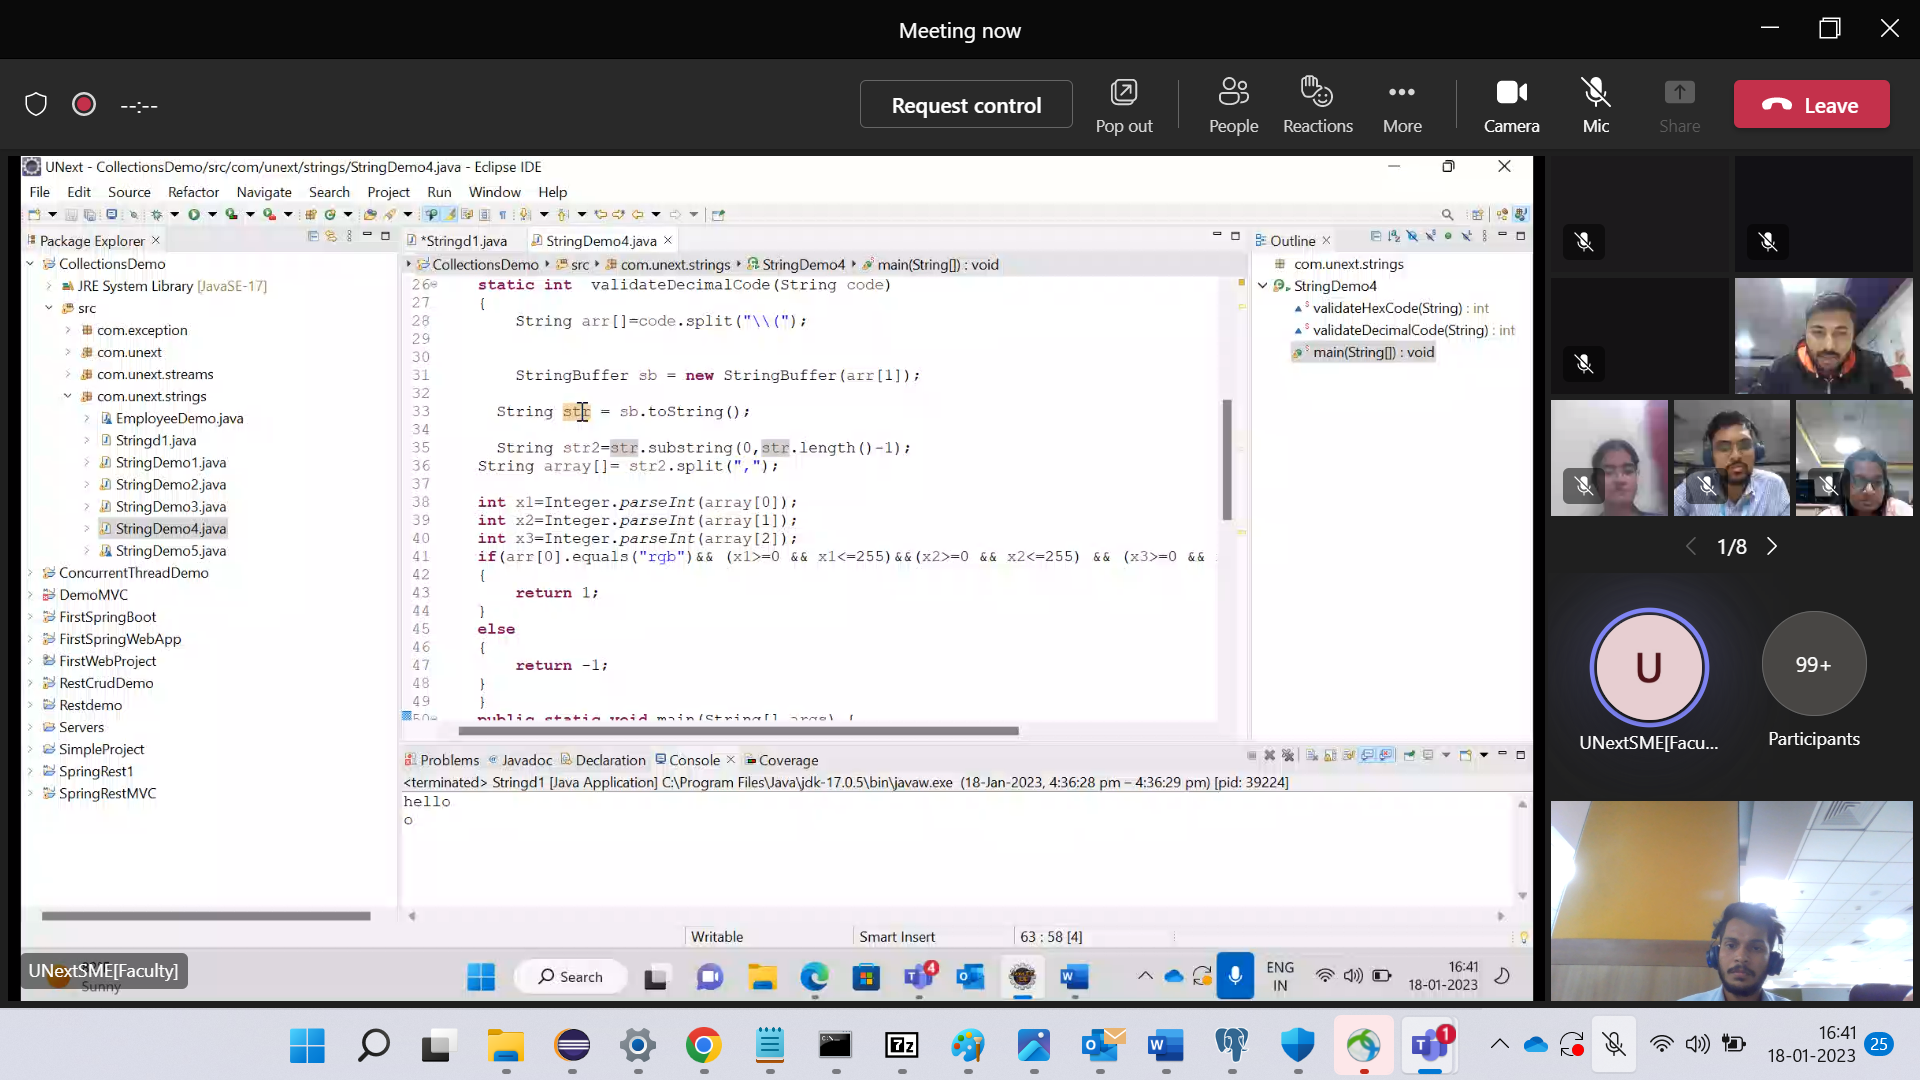 Meeting now
--:--
Request control
Pop out
People
Reactions
More
Camera
Mic
Share
Leave
UNext - CollectionsDemo/src/com/unext/strings/StringDemo4.java - Eclipse IDE
File Edit Source Refactor Navigate Search Project Run Window Help
Package Explorer
CollectionsDemo
JRE System Library [JavaSE-17]
src
com.exception
com.unext
com.unext.streams
com.unext.strings
EmployeeDemo.java
Stringd1.java
StringDemo1.java
StringDemo2.java
StringDemo3.java
StringDemo4.java
StringDemo5.java
ConcurrentThreadDemo
DemoMVC
FirstSpringBoot
FirstSpringWebApp
FirstWebProject
RestCrudDemo
Restdemo
Servers
SimpleProject
SpringRest1
SpringRestMVC
*Stringd1.java
StringDemo4.java
CollectionsDemo src com.unext.strings StringDemo4 main(String[]) : void
26 static int validateDecimalCode(String code)
27 {
28 String arr[]=code.split("\\(");
29
30
31 StringBuffer sb = new StringBuffer(arr[1]);
32
33 String str = sb.toString();
34
35 String str2=str.substring(0,str.length()-1);
36 String array[]= str2.split(",");
37
38 int x1=Integer.parseInt(array[0]);
39 int x2=Integer.parseInt(array[1]);
40 int x3=Integer.parseInt(array[2]);
41 if(arr[0].equals("rgb")&& (x1>=0 && x1<=255)&&(x2>=0 && x2<=255) && (x3>=0 &&
42 {
43 return 1;
44 }
45 else
46 {
47 return -1;
48 }
49 }
50 public static void main(String[] args) {
Outline
com.unext.strings
StringDemo4
validateHexCode(String) : int
validateDecimalCode(String) : int
main(String[]) : void
Problems Javadoc Declaration Console Coverage
<terminated> Stringd1 [Java Application] C:\Program Files\Java\jdk-17.0.5\bin\javaw.exe (18-Jan-2023, 4:36:28 pm – 4:36:29 pm) [pid: 39224]
hello
o
Writable
Smart Insert
63 : 58 [4]
UNextSME[Faculty]
Sunny
Search
4
ENG
IN
16:41
18-01-2023
1/8
U
UNextSME[Facu...
99+
Participants
1
16:41
18-01-2023
25